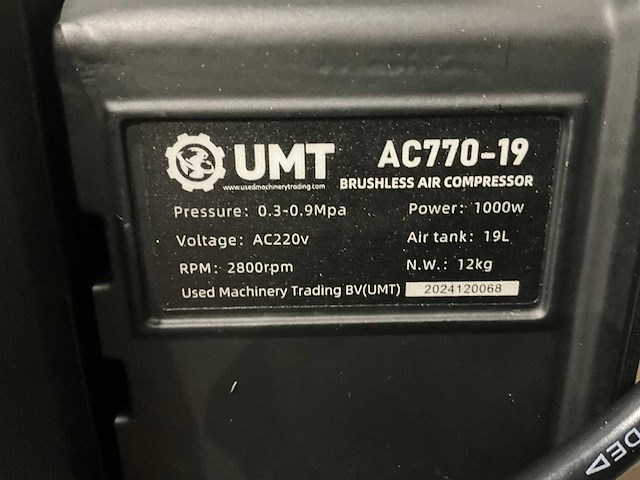 UMT
www.usedmachinerytrading.com
AC770-19
BRUSHLESS AIR COMPRESSOR
Pressure: 0.3-0.9Mpa
Power: 1000w
Voltage: AC220v
Air tank: 19L
RPM: 2800rpm
N.W.: 12kg
Used Machinery Trading BV(UMT) 2024120068